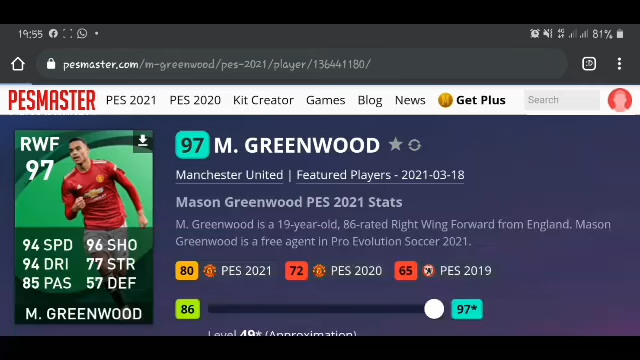 19:55
81%
pesmaster.com/m-greenwood/pes-2021/player/136441180/
PESMASTER PES 2021 PES 2020 Kit Creator Games Blog News Get Plus Search
RWF
97
94 SPD 96 SHO
94 DRI 77 STR
85 PAS 57 DEF
M. GREENWOOD
97 M. GREENWOOD
Manchester United | Featured Players - 2021-03-18
Mason Greenwood PES 2021 Stats
M. Greenwood is a 19-year-old, 86-rated Right Wing Forward from England. Mason
Greenwood is a free agent in Pro Evolution Soccer 2021.
80 PES 2021 72 PES 2020 65 PES 2019
86 97*
Level 49* (Approximation)